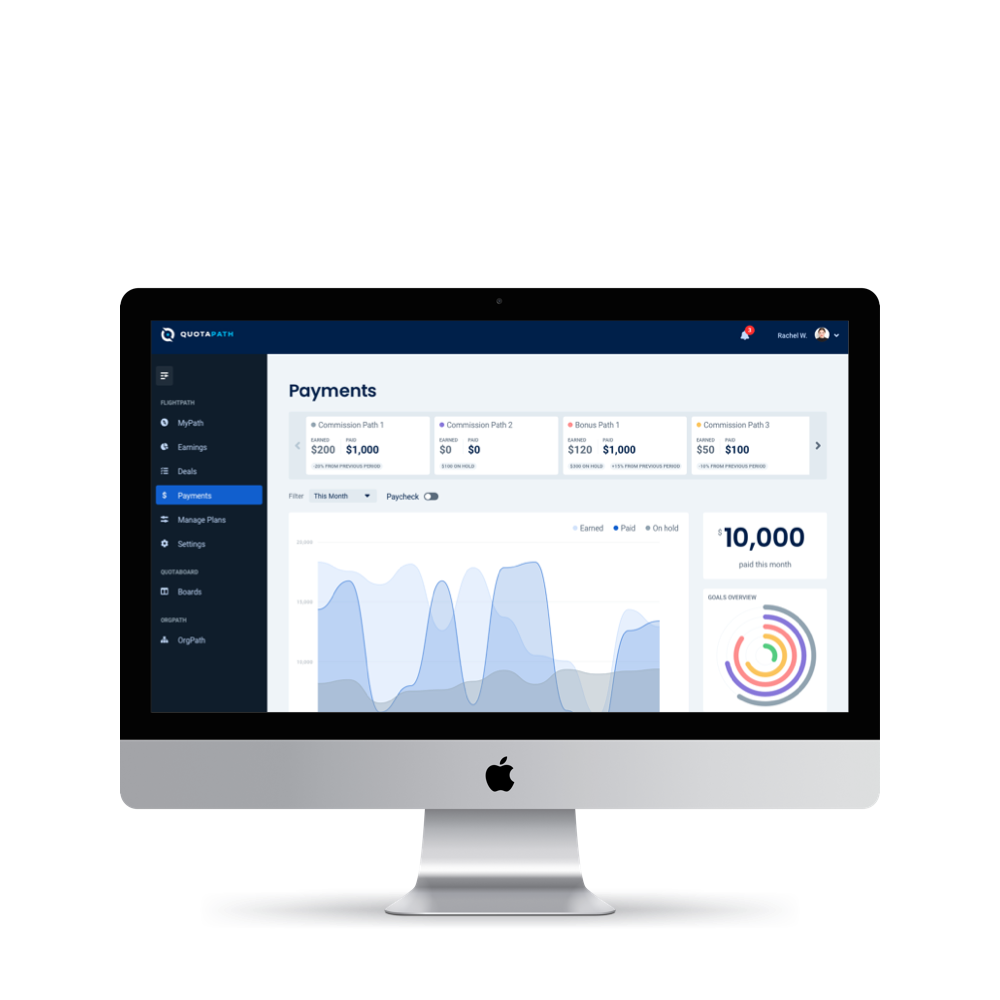 QUOTAPATH
3
Rachel W.
FLIGHTPATH
MyPath
Earnings
Deals
$ Payments
Manage Plans
Settings
QUOTABOARD
Boards
ORGPATH
OrgPath
Payments
Commission Path 1
EARNED PAID
$200 $1,000
-20% FROM PREVIOUS PERIOD
Commission Path 2
EARNED PAID
$0 $0
$100 ON HOLD
Bonus Path 1
EARNED PAID
$120 $1,000
$200 ON HOLD +15% FROM PREVIOUS PERIOD
Commission Path 3
EARNED PAID
$50 $100
-10% FROM PREVIOUS PERIOD
Filter This Month Paycheck
Earned Paid On hold
20,000
15,000
10,000
$10,000
paid this month
GOALS OVERVIEW